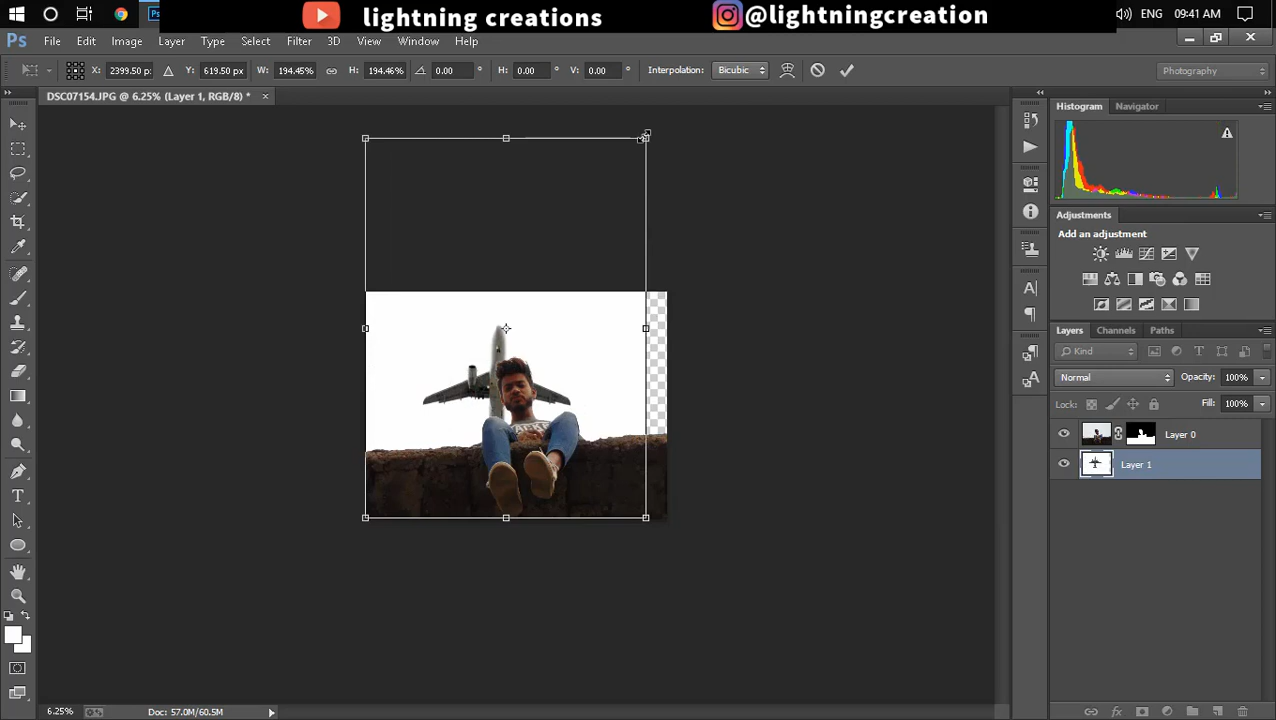 lightning creations
@lightningcreation
ENG 09:41 AM
Ps File Edit Image Layer Type Select Filter 3D View Window Help
X: 2399.50 p: Y: 619.50 px W: 194.45% H: 194.46% 0.00 ° H: 0.00 ° V: 0.00 ° Interpolation: Bicubic Photography
DSC07154.JPG @ 6.25% (Layer 1, RGB/8) * ×
Histogram Navigator
Adjustments
Add an adjustment
Layers Channels Paths
Kind
Normal Opacity: 100%
Lock: Fill: 100%
Layer 0
Layer 1
6.25% Doc: 57.0M/60.5M